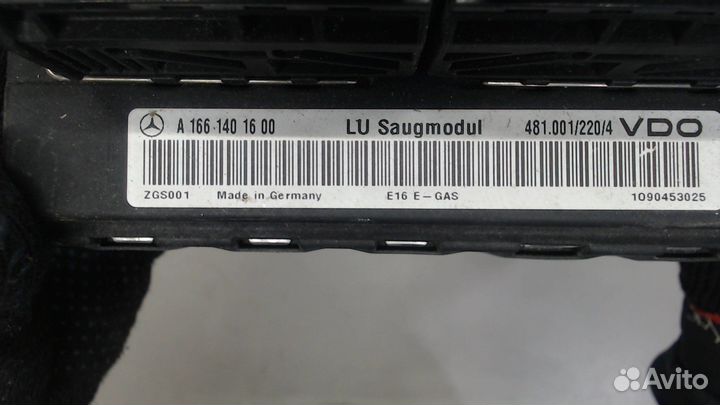 A 166 140 16 00 LU Saugmodul 481.001/220/4 VDO
ZGS001 Made in Germany E16 E-GAS 1090453025
Avito